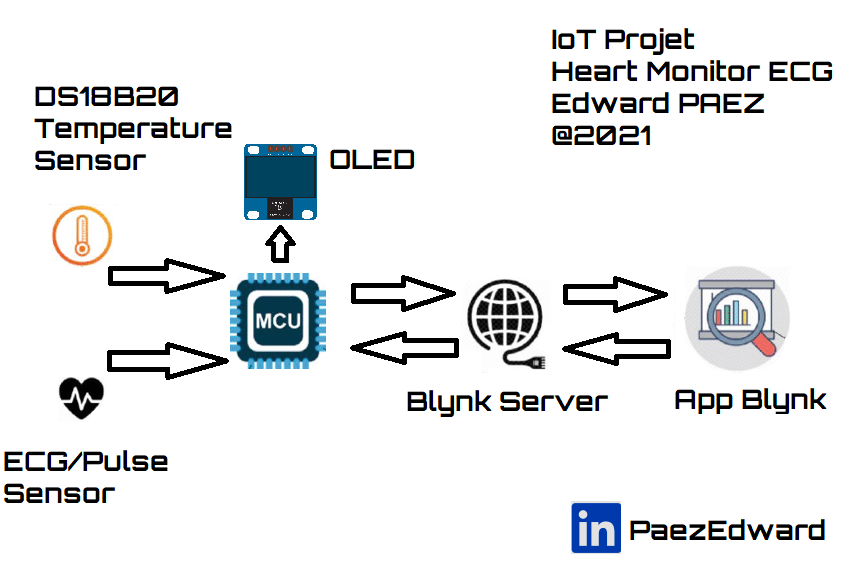 IoT Projet
Heart Monitor ECG
Edward PAEZ
@2021
DS18B20
Temperature
Sensor
OLED
MCU
Blynk Server
App Blynk
ECG/Pulse
Sensor
in PaezEdward